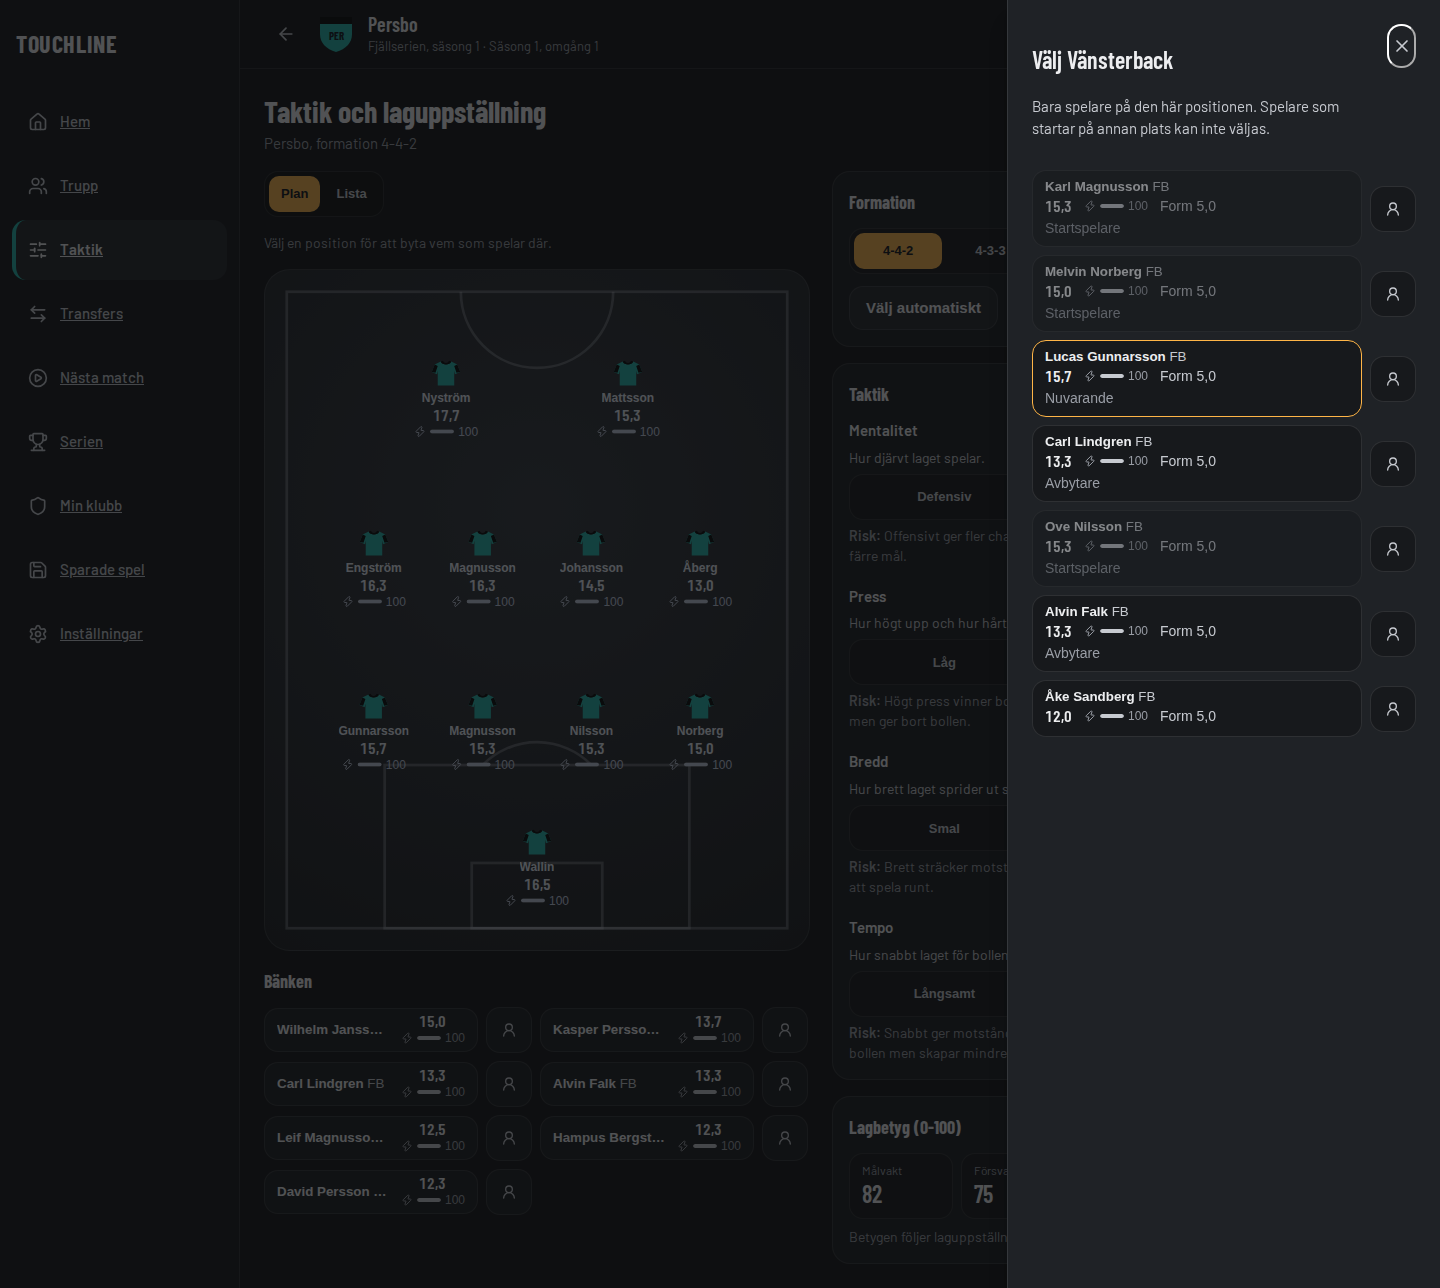 TOUCHLINE
Hem
Trupp
Taktik
Transfers
Nästa match
Serien
Min klubb
Sparade spel
Inställningar
PER
Persbo
Fjällserien, säsong 1 · Säsong 1, omgång 1
Taktik och laguppställning
Persbo, formation 4-4-2
Plan
Lista
Välj en position för att byta vem som spelar där.
Nyström
17,7
100
Mattsson
15,3
100
Engström
16,3
100
Magnusson
16,3
100
Johansson
14,5
100
Åberg
13,0
100
Gunnarsson
15,7
100
Magnusson
15,3
100
Nilsson
15,3
100
Norberg
15,0
100
Wallin
16,5
100
Bänken
Wilhelm Janss...
15,0
100
Kasper Persso...
13,7
100
Carl Lindgren FB
13,3
100
Alvin Falk FB
13,3
100
Leif Magnusso...
12,5
100
Hampus Bergst...
12,3
100
David Persson ...
12,3
100
Formation
4-4-2
4-3-3
Välj automatiskt
Taktik
Mentalitet
Hur djärvt laget spelar.
Defensiv
Risk: Offensivt ger fler cha
färre mål.
Press
Hur högt upp och hur hårt
Låg
Risk: Högt press vinner bo
men ger bort bollen.
Bredd
Hur brett laget sprider ut s
Smal
Risk: Brett sträcker motst
att spela runt.
Tempo
Hur snabbt laget för bollen
Långsamt
Risk: Snabbt ger motstånd
bollen men skapar mindre
Lagbetyg (0-100)
Målvakt
82
Försva
75
Betygen följer laguppställn
Välj Vänsterback
Bara spelare på den här positionen. Spelare som
startar på annan plats kan inte väljas.
Karl Magnusson FB
15,3 100 Form 5,0
Startspelare
Melvin Norberg FB
15,0 100 Form 5,0
Startspelare
Lucas Gunnarsson FB
15,7 100 Form 5,0
Nuvarande
Carl Lindgren FB
13,3 100 Form 5,0
Avbytare
Ove Nilsson FB
15,3 100 Form 5,0
Startspelare
Alvin Falk FB
13,3 100 Form 5,0
Avbytare
Åke Sandberg FB
12,0 100 Form 5,0